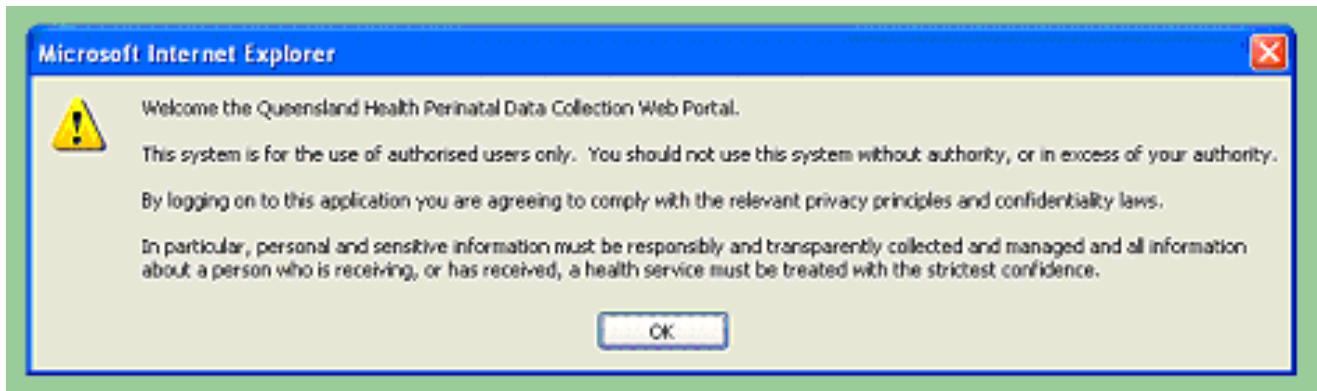 Microsoft Internet Explorer
Welcome the Queensland Health Perinatal Data Collection Web Portal.
This system is for the use of authorised users only. You should not use this system without authority, or in excess of your authority.
By logging on to this application you are agreeing to comply with the relevant privacy principles and confidentiality laws.
In particular, personal and sensitive information must be responsibly and transparently collected and managed and all information
about a person who is receiving, or has received, a health service must be treated with the strictest confidence.
OK